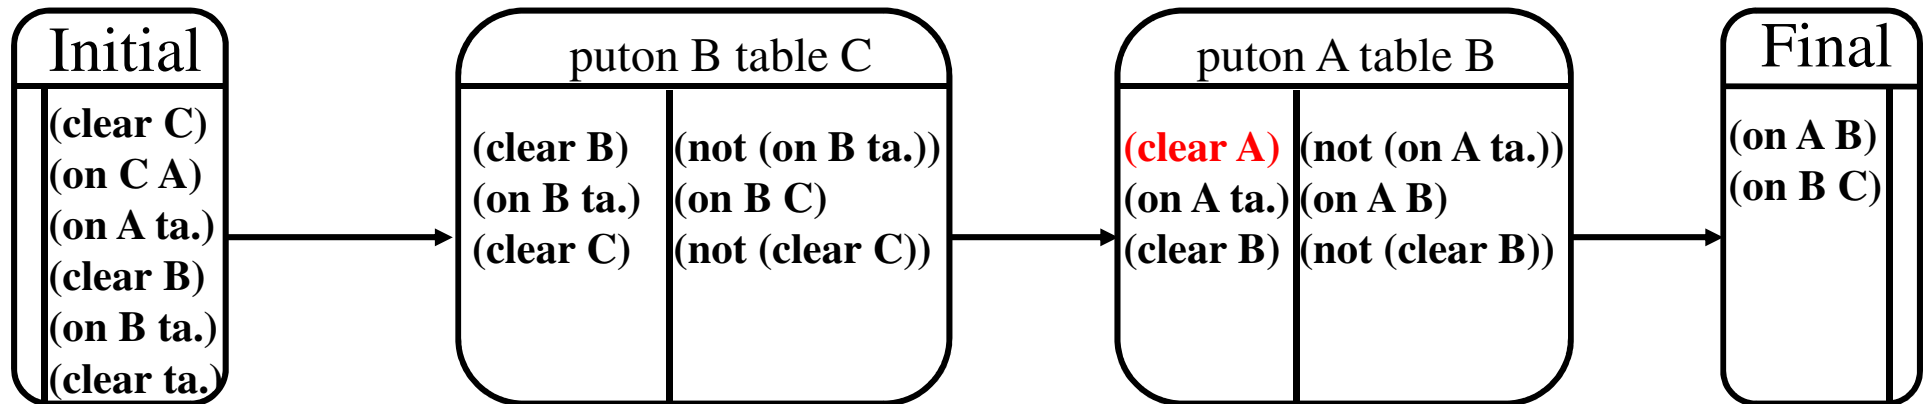 Initial
(clear C)
(on C A)
(on A ta.)
(clear B)
(on B ta.)
(clear ta.)
puton B table C
(clear B)
(on B ta.)
(clear C)
(not (on B ta.))
(on B C)
(not (clear C))
puton A table B
(clear A)
(on A ta.)
(clear B)
(not (on A ta.))
(on A B)
(not (clear B))
Final
(on A B)
(on B C)